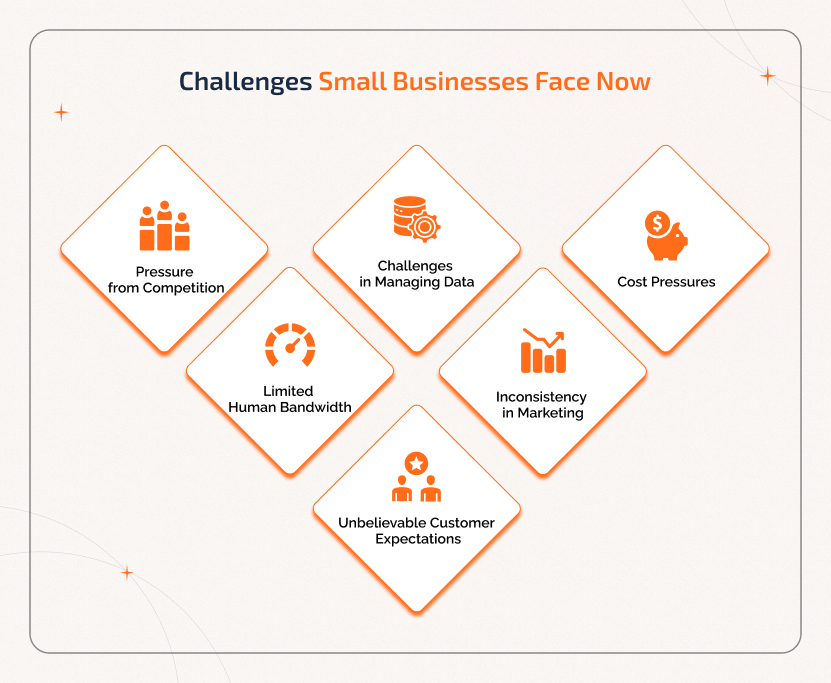 Challenges Small Businesses Face Now
Pressure
from Competition
Challenges
in Managing Data
$
Cost Pressures
Limited
Human Bandwidth
Inconsistency
in Marketing
Unbelievable Customer
Expectations